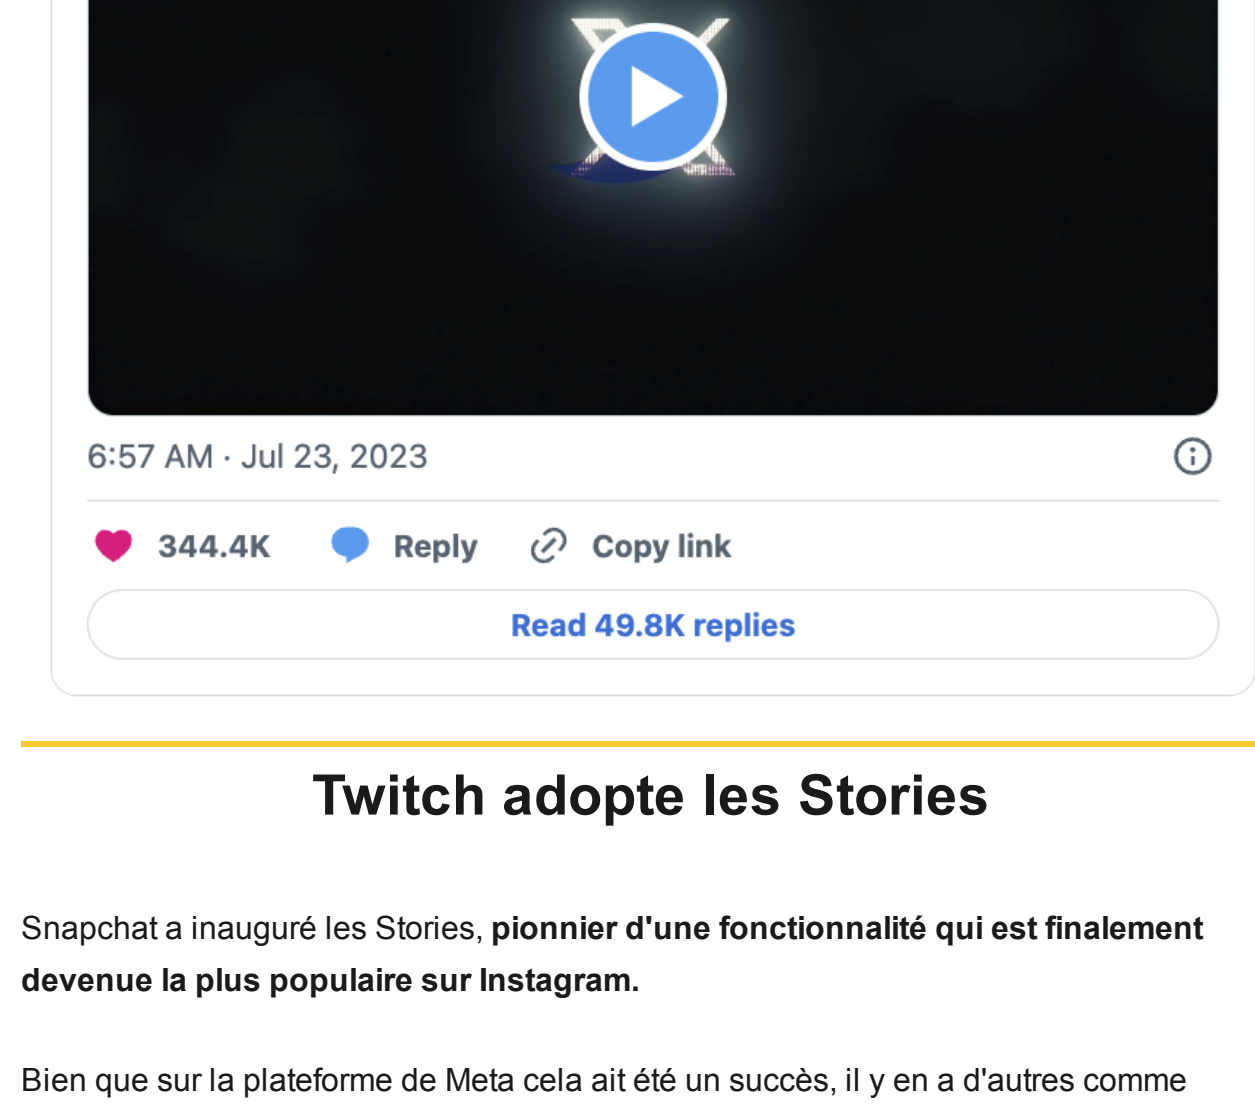 6:57 AM · Jul 23, 2023
344.4K Reply Copy link
Read 49.8K replies
Twitch adopte les Stories
Snapchat a inauguré les Stories, pionnier d'une fonctionnalité qui est finalement
devenue la plus populaire sur Instagram.
Bien que sur la plateforme de Meta cela ait été un succès, il y en a d'autres comme